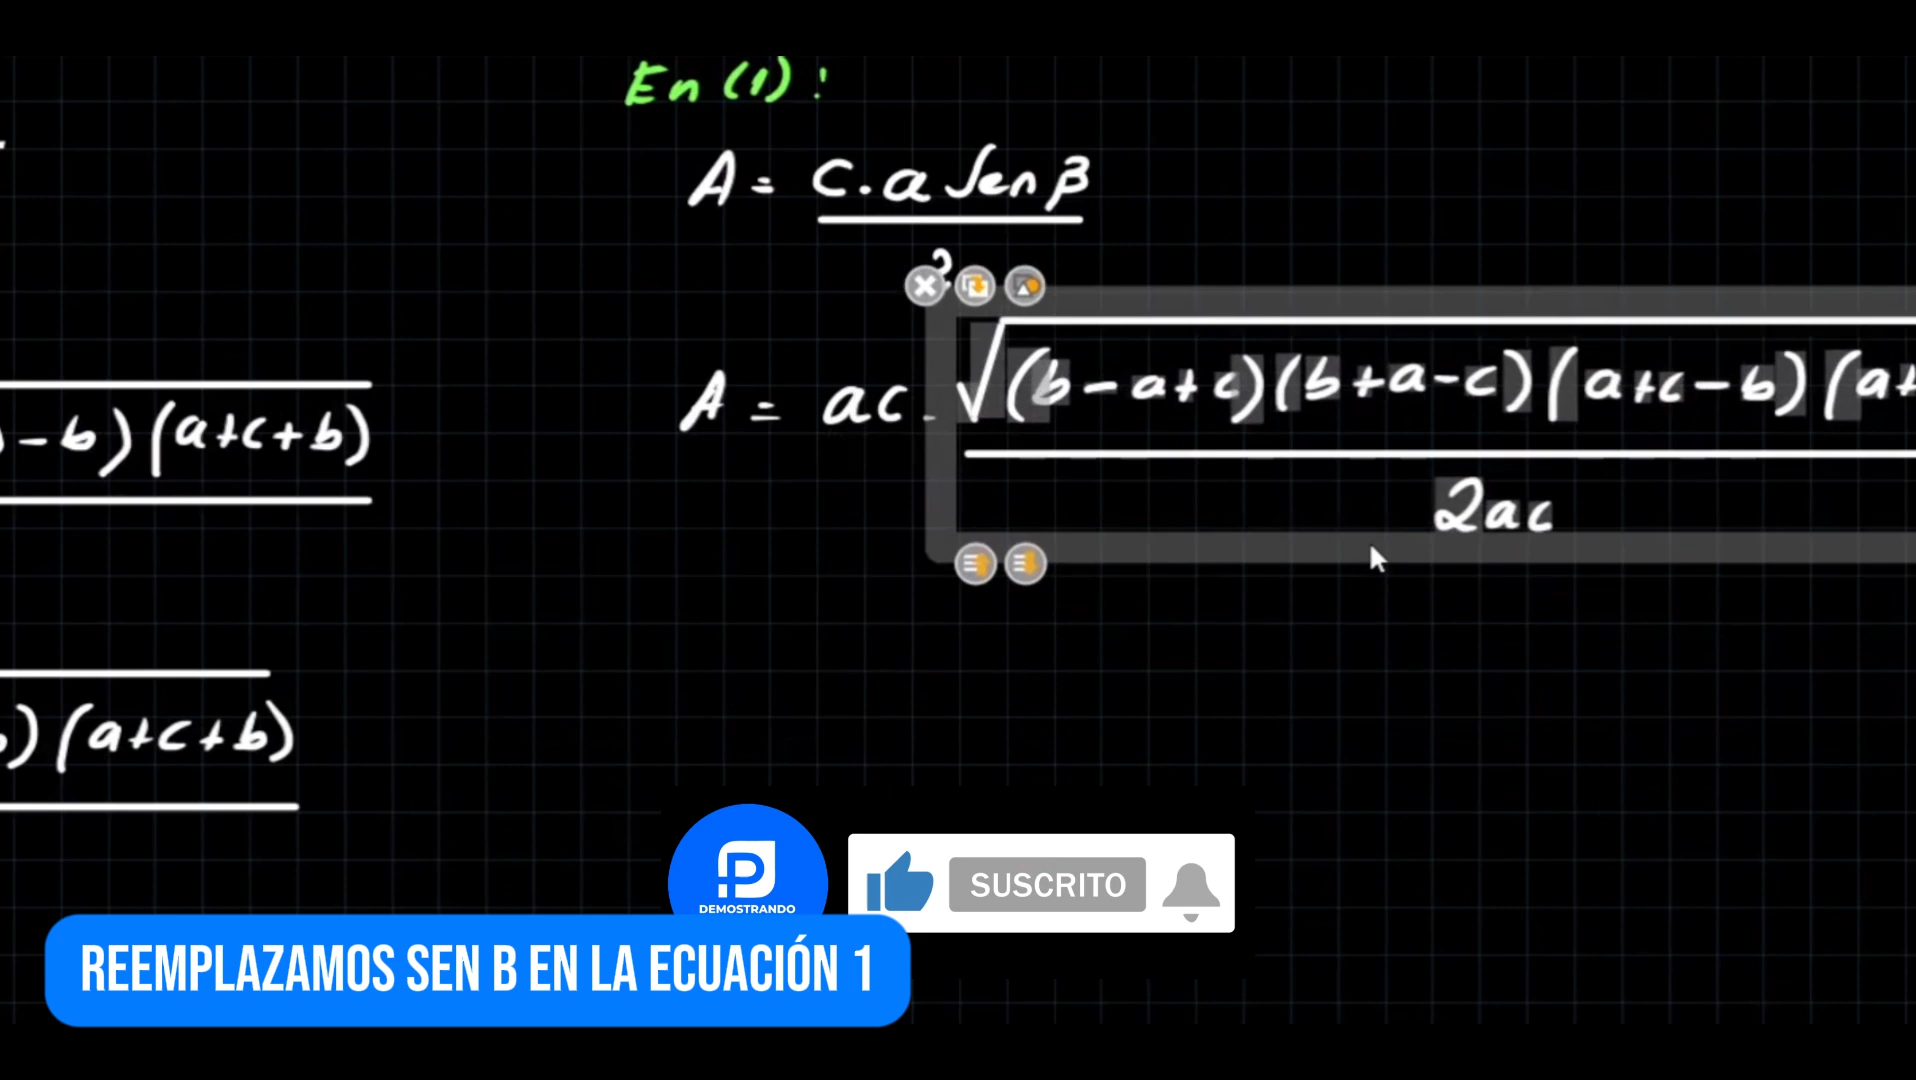 En (1):
A = c.a Sen β
2
A = ac. √(b-a+c)(b+a-c)(a+c-b)(a+
2ac
-b)(a+c+b)
)(a+c+b)
DEMOSTRANDO
SUSCRITO
REEMPLAZAMOS SEN B EN LA ECUACIÓN 1